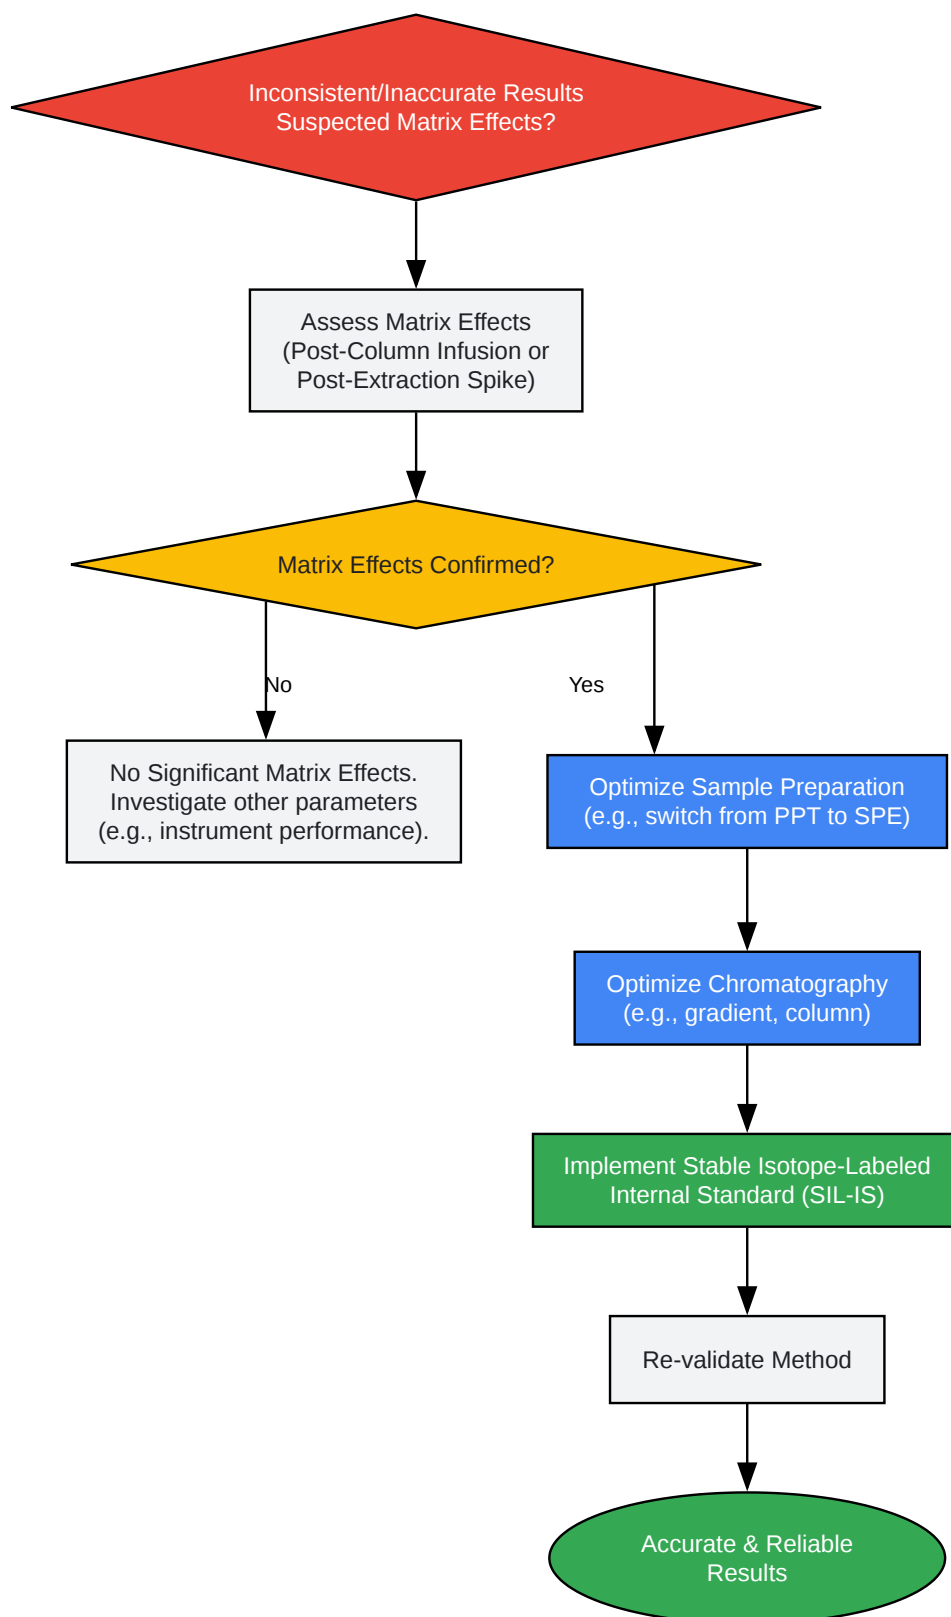 Inconsistent/Inaccurate Results
Suspected Matrix Effects?
Assess Matrix Effects
(Post-Column Infusion or
Post-Extraction Spike)
Matrix Effects Confirmed?
No
Yes
No Significant Matrix Effects.
Investigate other parameters
(e.g., instrument performance).
Optimize Sample Preparation
(e.g., switch from PPT to SPE)
Optimize Chromatography
(e.g., gradient, column)
Implement Stable Isotope-Labeled
Internal Standard (SIL-IS)
Re-validate Method
Accurate & Reliable
Results